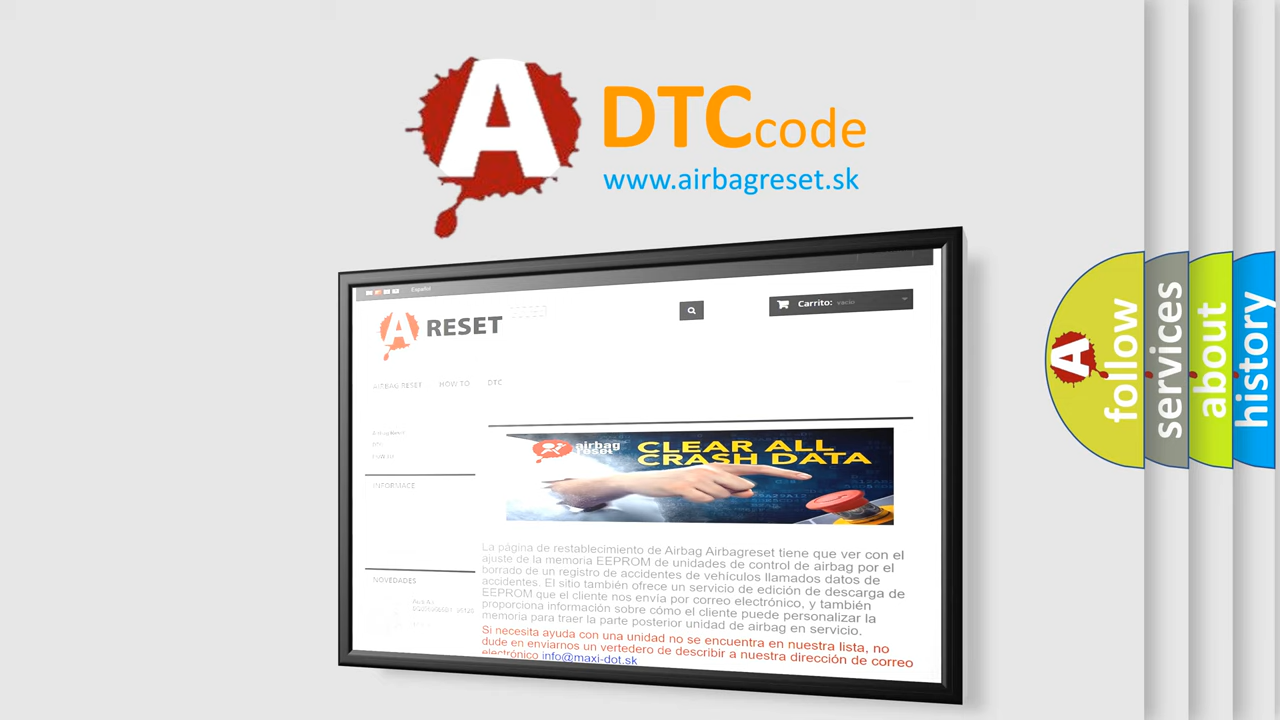 A
DTCcode
www.airbagreset.sk
Español
A RESET
Carrito: vacío
AIRBAG RESET HOW TO DTC
INFORMACE
airbag
reset
CLEAR ALL
CRASH DATA
La página de restablecimiento de Airbag Airbagreset tiene que ver con el
ajuste de la memoria EEPROM de unidades de control de airbag por el
borrado de un registro de accidentes de vehículos llamados datos de
accidentes. El sitio también ofrece un servicio de edición de descarga de
EEPROM que el cliente nos envía por correo electrónico, y también
proporciona información sobre cómo el cliente puede personalizar la
memoria para traer la parte posterior unidad de airbag en servicio.
Si necesita ayuda con una unidad no se encuentra en nuestra lista, no
dude en enviarnos un vertedero de describir a nuestra dirección de correo
electrónico info@maxi-dot.sk
NOVEDADES
A
follow
services
about
history